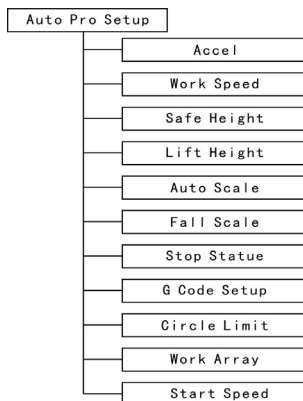 Auto Pro Setup
Accel
Work Speed
Safe Height
Lift Height
Auto Scale
Fall Scale
Stop Statue
G Code Setup
Circle Limit
Work Array
Start Speed